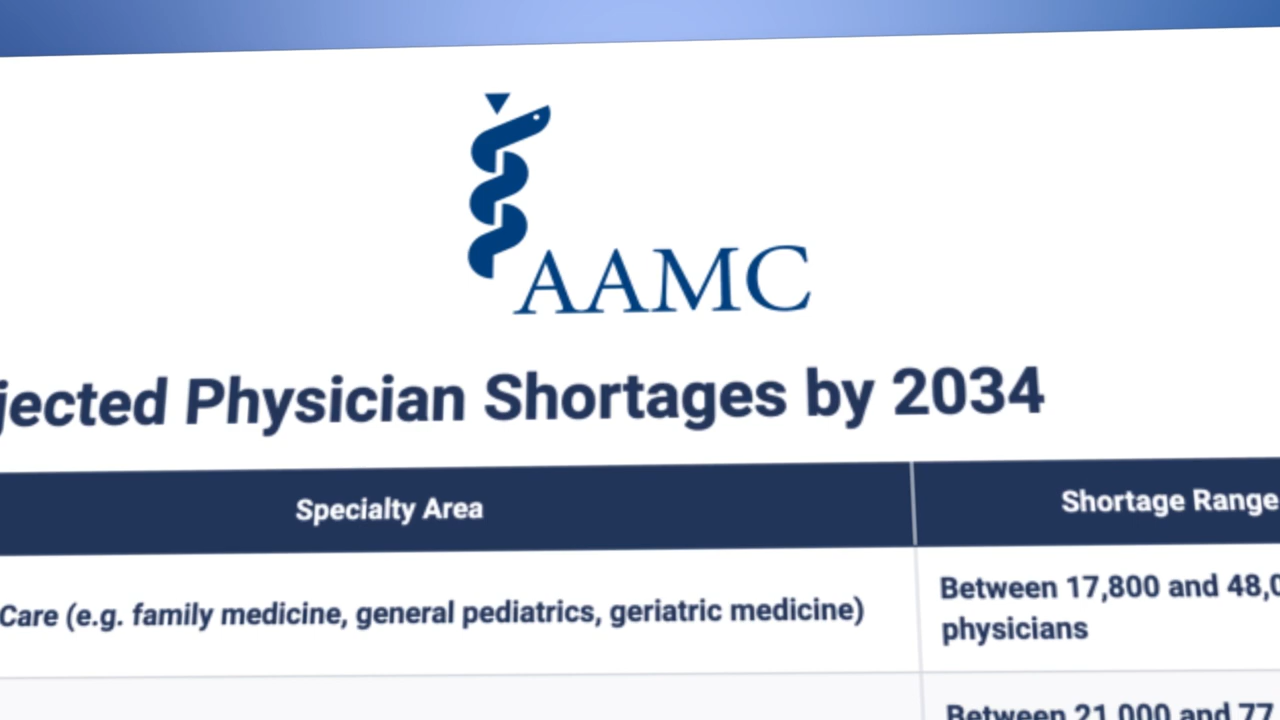 AAMC
jected Physician Shortages by 2034
Specialty Area
Shortage Range
Care (e.g. family medicine, general pediatrics, geriatric medicine)
Between 17,800 and 48,0
physicians
Between 21,000 and 77